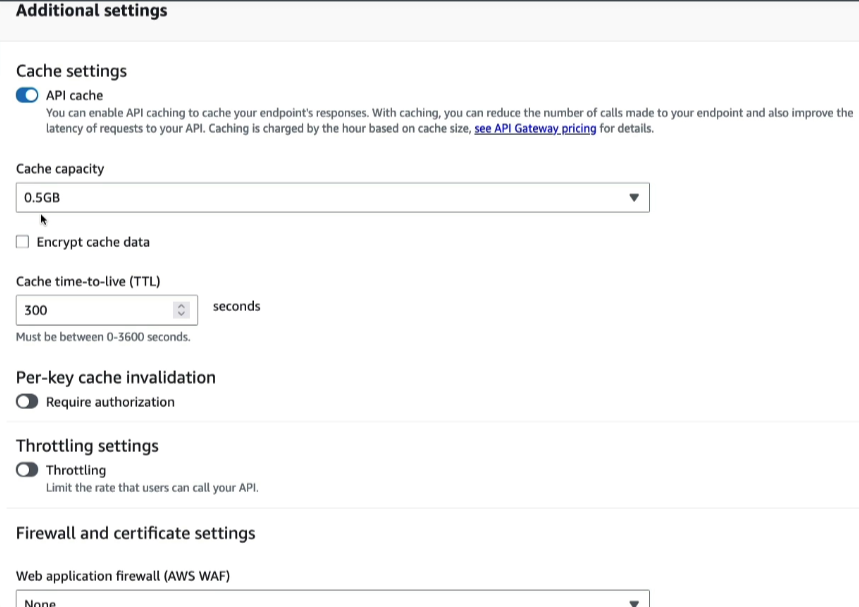 Additional settings
Cache settings
API cache
You can enable API caching to cache your endpoint's responses. With caching, you can reduce the number of calls made to your endpoint and also improve the
latency of requests to your API. Caching is charged by the hour based on cache size, see API Gateway pricing for details.
Cache capacity
0.5GB
Encrypt cache data
Cache time-to-live (TTL)
300 seconds
Must be between 0-3600 seconds.
Per-key cache invalidation
Require authorization
Throttling settings
Throttling
Limit the rate that users can call your API.
Firewall and certificate settings
Web application firewall (AWS WAF)
None